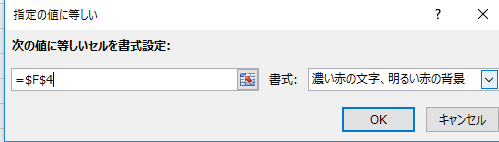 指定の値に等しい ? ×
次の値に等しいセルを書式設定:
=$F$4 書式: 濃い赤の文字、明るい赤の背景
OK キャンセル